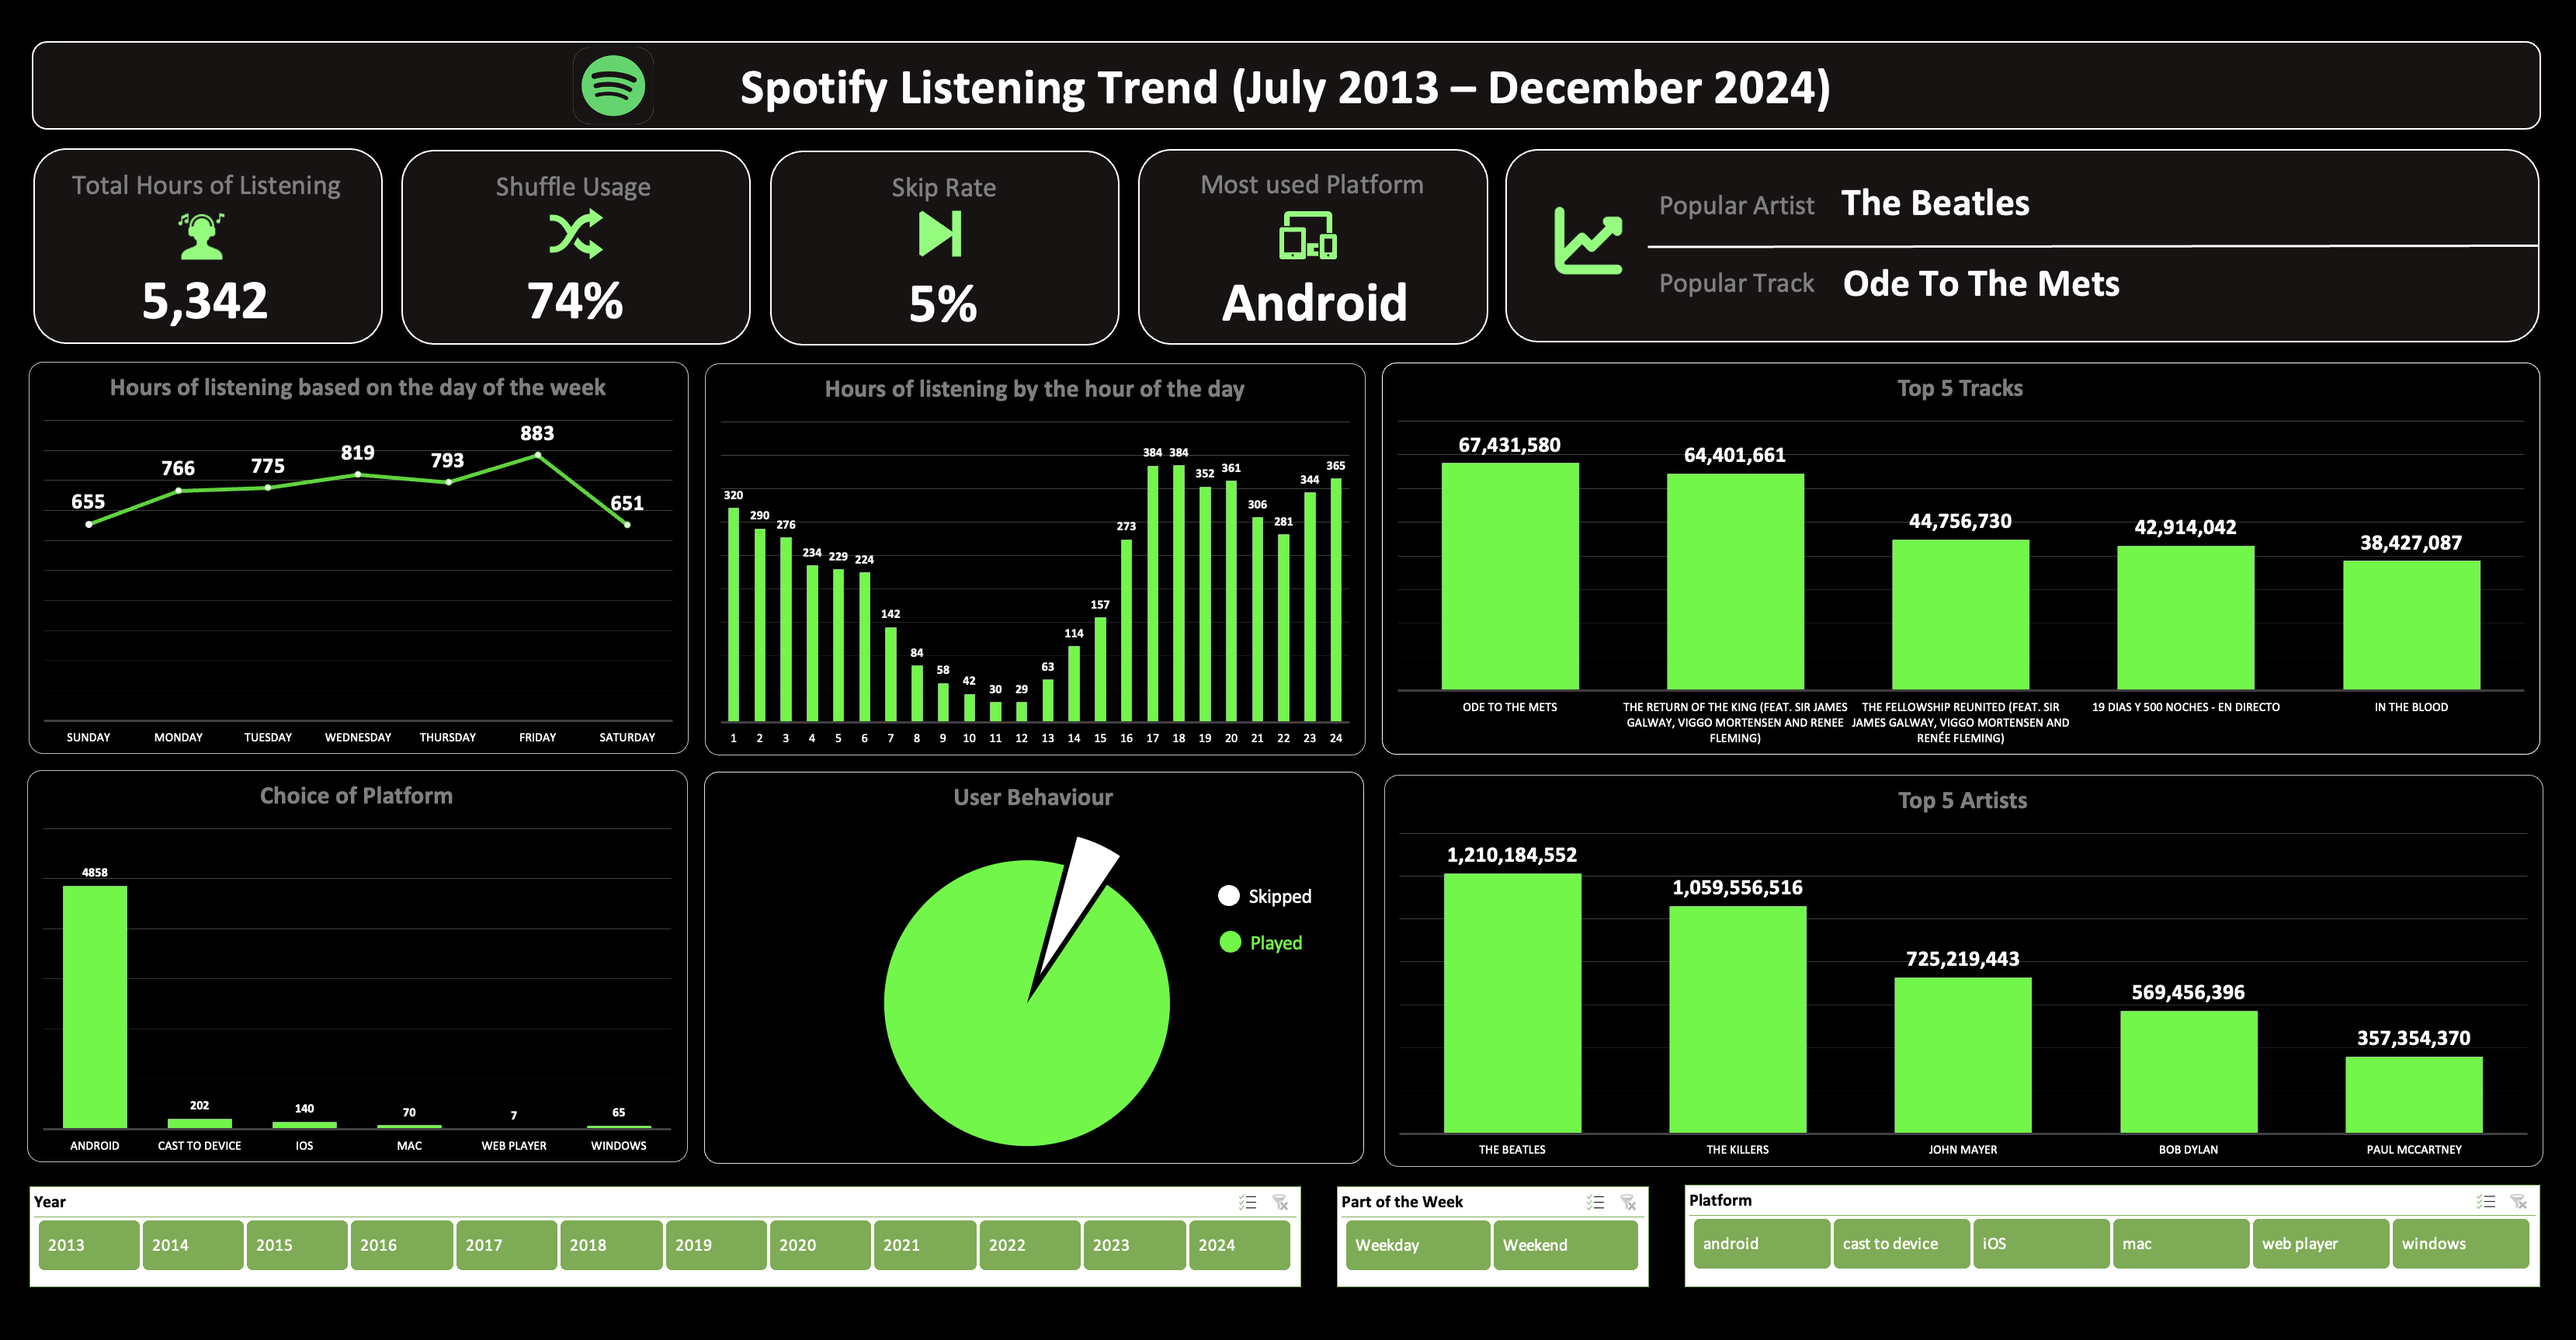 Spotify Listening Trend (July 2013 – December 2024)
Total Hours of Listening
5,342
Shuffle Usage
74%
Skip Rate
5%
Most used Platform
Android
Popular Artist The Beatles
Popular Track Ode To The Mets
Hours of listening based on the day of the week
655
766
775
819
793
883
651
SUNDAY MONDAY TUESDAY WEDNESDAY THURSDAY FRIDAY SATURDAY
Hours of listening by the hour of the day
320 290 276 234 229 224 142 84 58 42 30 29 63 114 157 273 384 384 352 361 306 281 344 365
1 2 3 4 5 6 7 8 9 10 11 12 13 14 15 16 17 18 19 20 21 22 23 24
Top 5 Tracks
67,431,580
64,401,661
44,756,730
42,914,042
38,427,087
ODE TO THE METS
THE RETURN OF THE KING (FEAT. SIR JAMES
GALWAY, VIGGO MORTENSEN AND RENEE
FLEMING)
THE FELLOWSHIP REUNITED (FEAT. SIR
JAMES GALWAY, VIGGO MORTENSEN AND
RENÉE FLEMING)
19 DIAS Y 500 NOCHES - EN DIRECTO
IN THE BLOOD
Choice of Platform
4858
202
140
70
7
65
ANDROID CAST TO DEVICE IOS MAC WEB PLAYER WINDOWS
User Behaviour
Skipped
Played
Top 5 Artists
1,210,184,552
1,059,556,516
725,219,443
569,456,396
357,354,370
THE BEATLES THE KILLERS JOHN MAYER BOB DYLAN PAUL MCCARTNEY
Year
2013 2014 2015 2016 2017 2018 2019 2020 2021 2022 2023 2024
Part of the Week
Weekday Weekend
Platform
android cast to device iOS mac web player windows